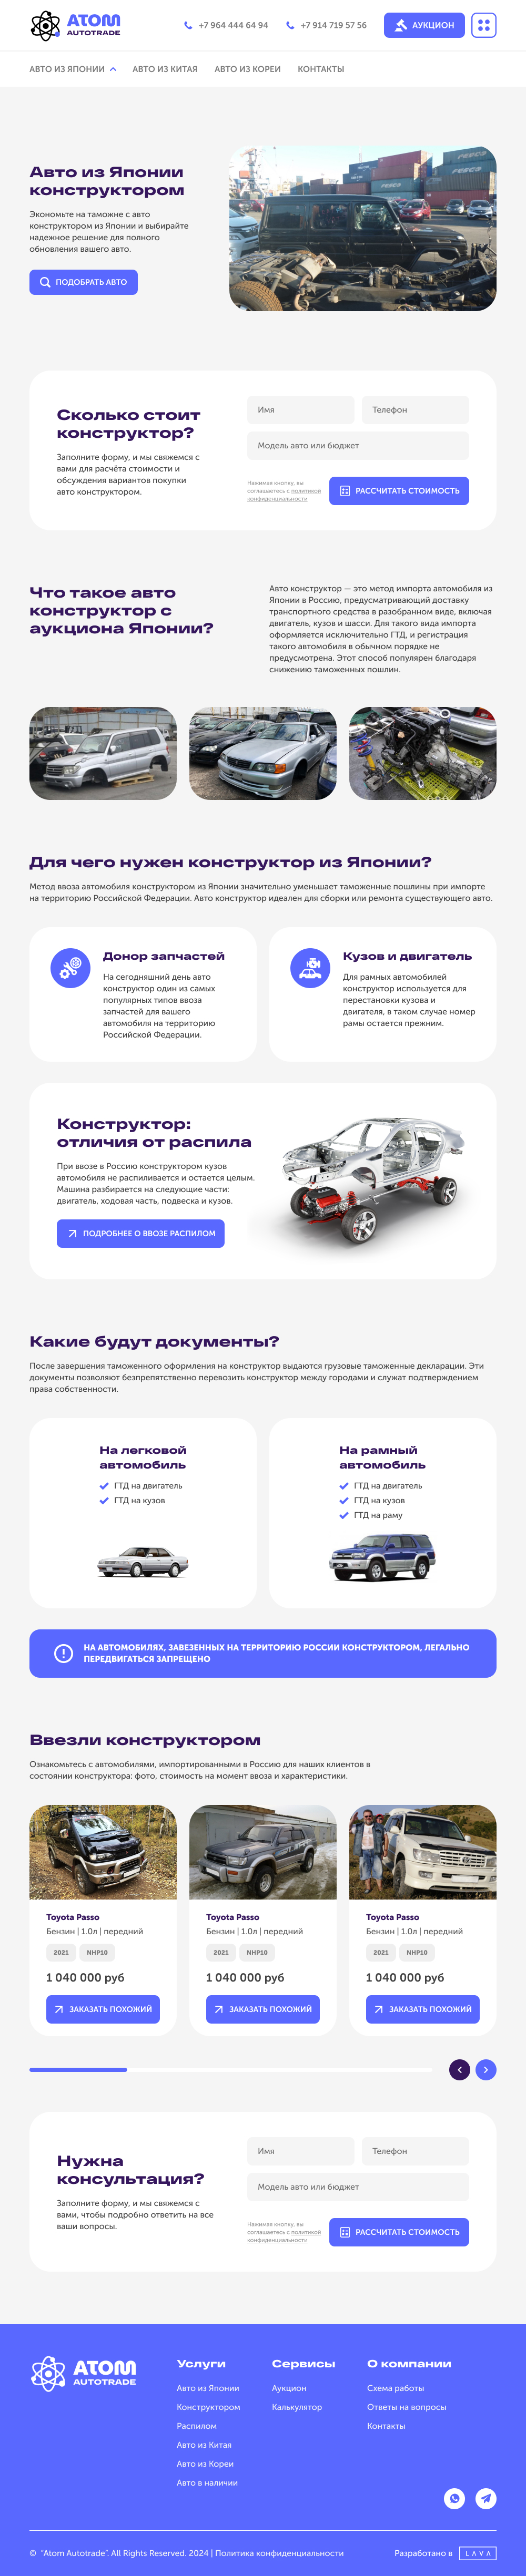 ATOM
AUTOTRADE
+7 964 444 64 94
+7 914 719 57 56
АУКЦИОН
АВТО ИЗ ЯПОНИИ
АВТО ИЗ КИТАЯ
АВТО ИЗ КОРЕИ
КОНТАКТЫ
Авто из Японии
конструктором
Экономьте на таможне с авто
конструктором из Японии и выбирайте
надежное решение для полного
обновления вашего авто.
ПОДОБРАТЬ АВТО
FESCO
FESCO
Сколько стоит
конструктор?
Заполните форму, и мы свяжемся с
вами для расчёта стоимости и
обсуждения вариантов покупки
авто конструктором.
Имя
Телефон
Модель авто или бюджет
Нажимая кнопку, вы
соглашаетесь с политикой
конфиденциальности
РАССЧИТАТЬ СТОИМОСТЬ
Что такое авто
конструктор с
аукциона Японии?
Авто конструктор — это метод импорта автомобиля из
Японии в Россию, предусматривающий доставку
транспортного средства в разобранном виде, включая
двигатель, кузов и шасси. Для такого вида импорта
оформляется исключительно ГТД, и регистрация
такого автомобиля в обычном порядке не
предусмотрена. Этот способ популярен благодаря
снижению таможенных пошлин.
Для чего нужен конструктор из Японии?
Метод ввоза автомобиля конструктором из Японии значительно уменьшает таможенные пошлины при импорте
на территорию Российской Федерации. Авто конструктор идеален для сборки или ремонта существующего авто.
Донор запчастей
На сегодняшний день авто
конструктор один из самых
популярных типов ввоза
запчастей для вашего
автомобиля на территорию
Российской Федерации.
Кузов и двигатель
Для рамных автомобилей
конструктор используется для
перестановки кузова и
двигателя, в таком случае номер
рамы остается прежним.
Конструктор:
отличия от распила
При ввозе в Россию конструктором кузов
автомобиля не распиливается и остается целым.
Машина разбирается на следующие части:
двигатель, ходовая часть, подвеска и кузов.
ПОДРОБНЕЕ О ВВОЗЕ РАСПИЛОМ
Какие будут документы?
После завершения таможенного оформления на конструктор выдаются грузовые таможенные декларации. Эти
документы позволяют безпрепятственно перевозить конструктор между городами и служат подтверждением
права собственности.
На легковой
автомобиль
ГТД на двигатель
ГТД на кузов
На рамный
автомобиль
ГТД на двигатель
ГТД на кузов
ГТД на раму
НА АВТОМОБИЛЯХ, ЗАВЕЗЕННЫХ НА ТЕРРИТОРИЮ РОССИИ КОНСТРУКТОРОМ, ЛЕГАЛЬНО
ПЕРЕДВИГАТЬСЯ ЗАПРЕЩЕНО
Ввезли конструктором
Ознакомьтесь с автомобилями, импортированными в Россию для наших клиентов в
состоянии конструктора: фото, стоимость на момент ввоза и характеристики.
Toyota Passo
Бензин | 1.0л | передний
2021
NHP10
1 040 000 руб
ЗАКАЗАТЬ ПОХОЖИЙ
Toyota Passo
Бензин | 1.0л | передний
2021
NHP10
1 040 000 руб
ЗАКАЗАТЬ ПОХОЖИЙ
Toyota Passo
Бензин | 1.0л | передний
2021
NHP10
1 040 000 руб
ЗАКАЗАТЬ ПОХОЖИЙ
Нужна
консультация?
Заполните форму, и мы свяжемся с
вами, чтобы подробно ответить на все
ваши вопросы.
Имя
Телефон
Модель авто или бюджет
Нажимая кнопку, вы
соглашаетесь с политикой
конфиденциальности
РАССЧИТАТЬ СТОИМОСТЬ
ATOM
AUTOTRADE
Услуги
Авто из Японии
Конструктором
Распилом
Авто из Китая
Авто из Кореи
Авто в наличии
Сервисы
Аукцион
Калькулятор
О компании
Схема работы
Ответы на вопросы
Контакты
© "Atom Autotrade". All Rights Reserved. 2024 | Политика конфиденциальности
Разработано в
LAVA